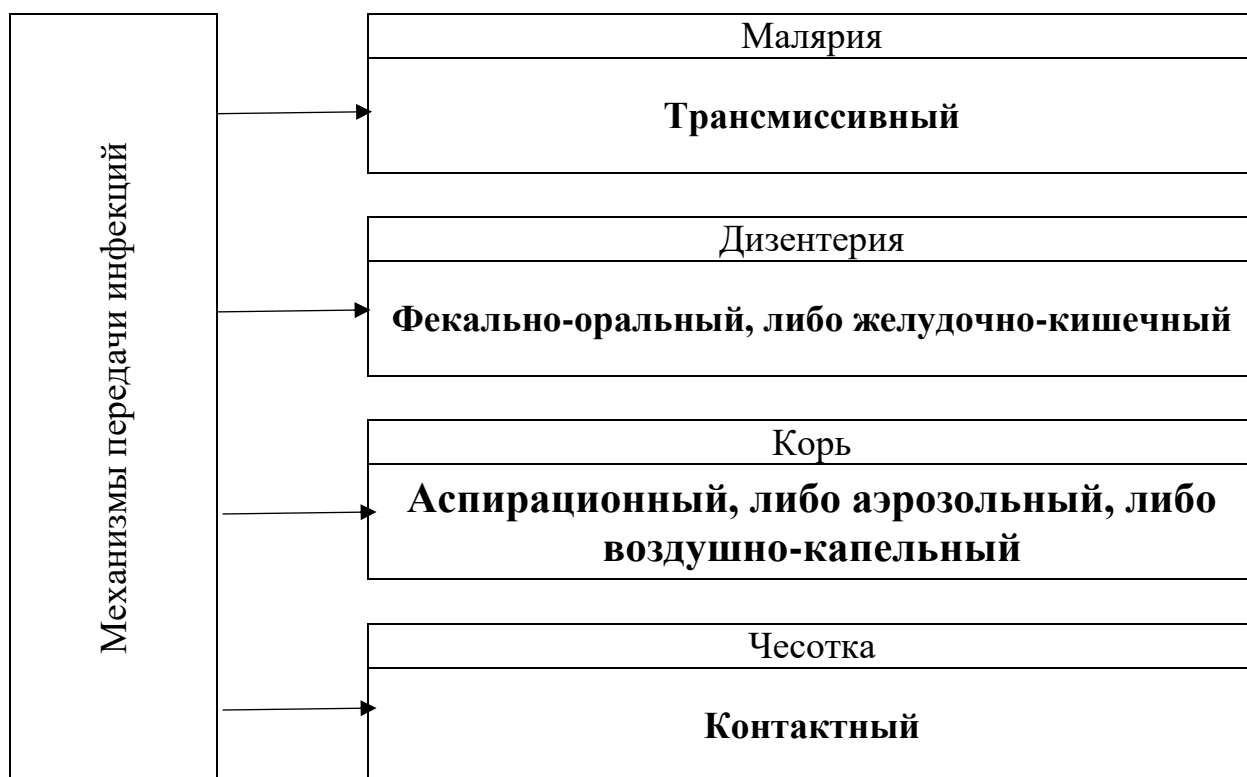 Механизмы передачи инфекций
Малярия
Трансмиссивный
Дизентерия
Фекально-оральный, либо желудочно-кишечный
Корь
Аспирационный, либо аэрозольный, либо
воздушно-капельный
Чесотка
Контактный